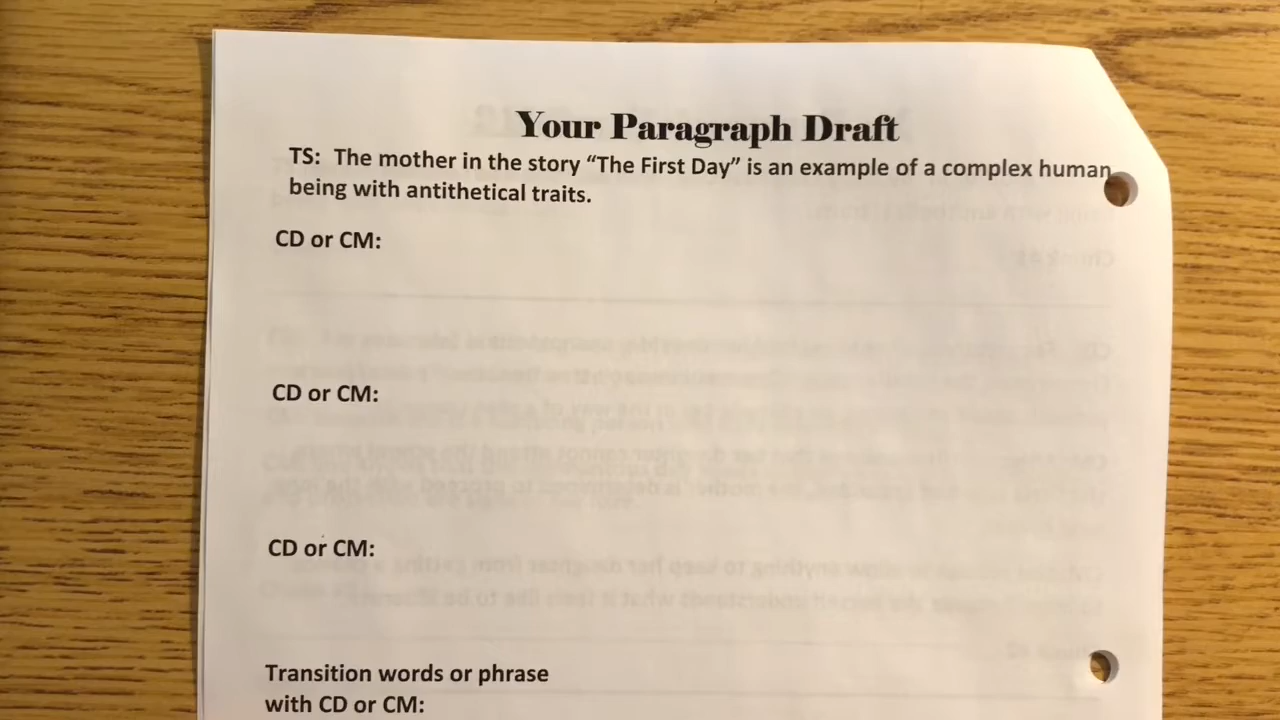 Your Paragraph Draft
TS: The mother in the story “The First Day” is an example of a complex human
being with antithetical traits.
CD or CM:
CD or CM:
CD or CM:
Transition words or phrase
with CD or CM: